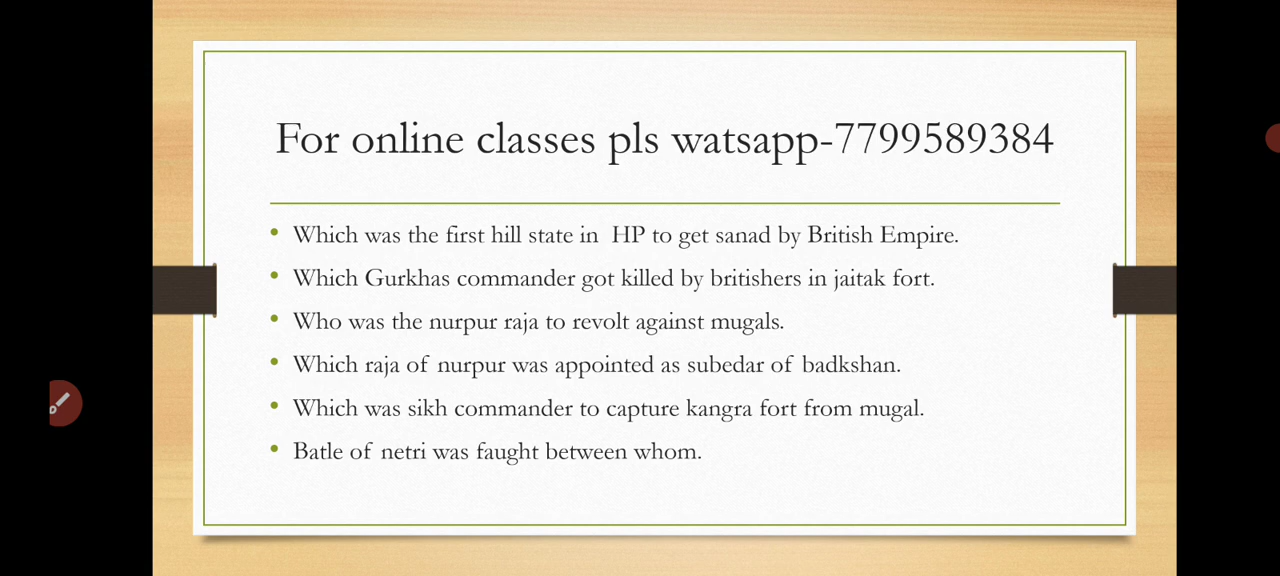 For online classes pls watsapp-7799589384
• Which was the first hill state in HP to get sanad by British Empire.
• Which Gurkhas commander got killed by britishers in jaitak fort.
• Who was the nurpur raja to revolt against mugals.
• Which raja of nurpur was appointed as subedar of badkshan.
• Which was sikh commander to capture kangra fort from mugal.
• Batle of netri was faught between whom.